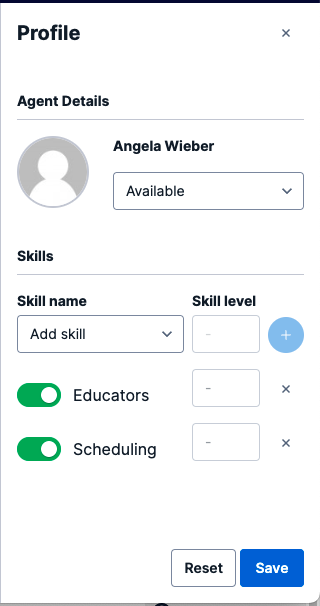 Profile
×
Agent Details
Angela Wieber
Available
Skills
Skill name Skill level
Add skill - +
Educators - ×
Scheduling - ×
Reset Save